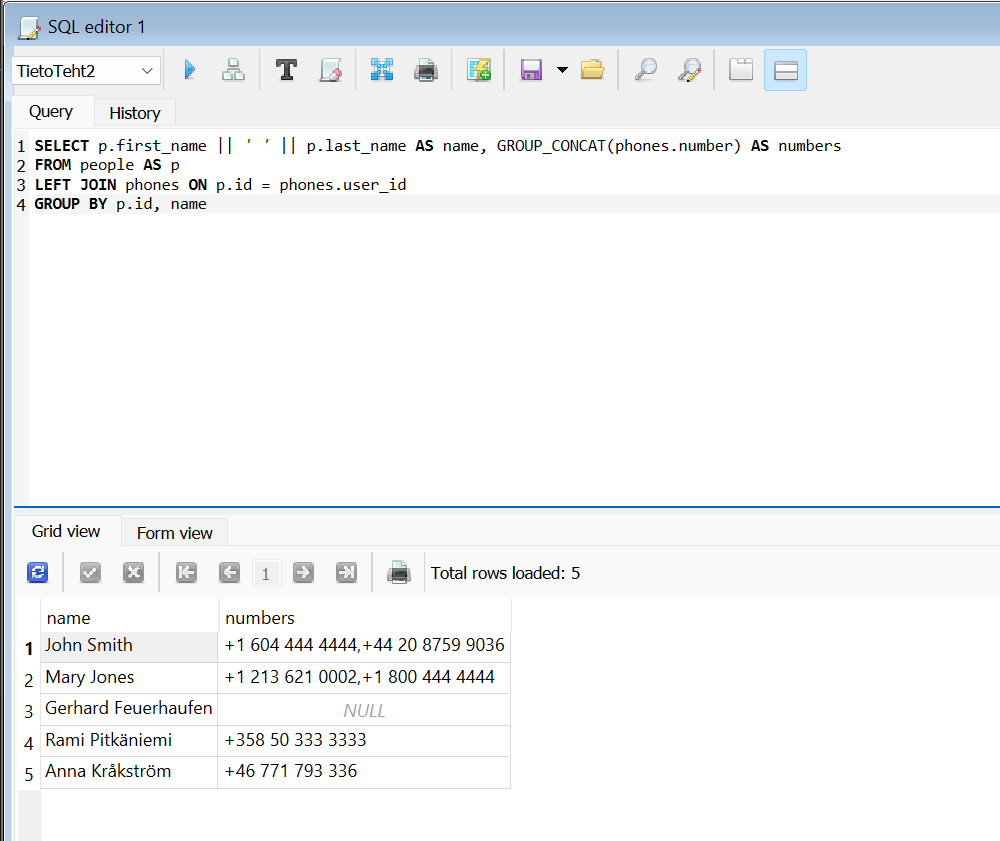 SQL editor 1
TietoTeht2
Query History
1 SELECT p.first_name || ' ' || p.last_name AS name, GROUP_CONCAT(phones.number) AS numbers
2 FROM people AS p
3 LEFT JOIN phones ON p.id = phones.user_id
4 GROUP BY p.id, name
Grid view Form view
1 Total rows loaded: 5
name numbers
1 John Smith +1 604 444 4444,+44 20 8759 9036
2 Mary Jones +1 213 621 0002,+1 800 444 4444
3 Gerhard Feuerhaufen NULL
4 Rami Pitkäniemi +358 50 333 3333
5 Anna Kråkström +46 771 793 336